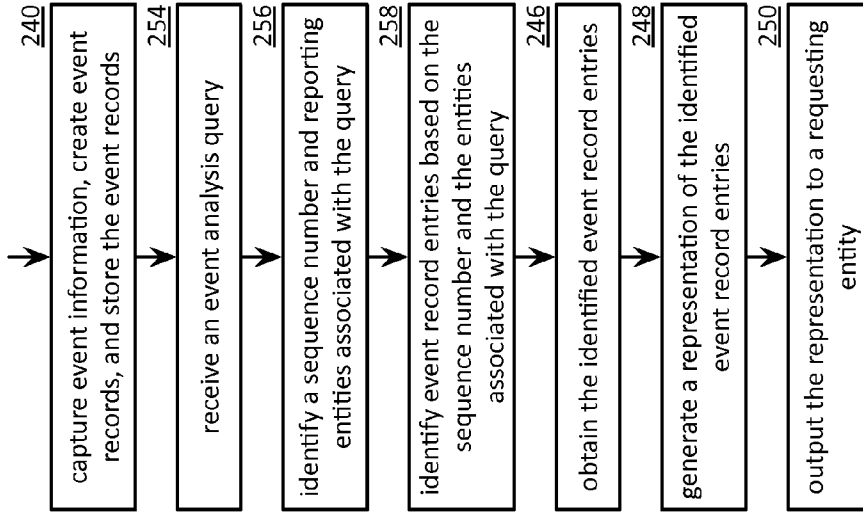 240
capture event information, create event
records, and store the event records
254
receive an event analysis query
256
identify a sequence number and reporting
entities associated with the query
258
identify event record entries based on the
sequence number and the entities
associated with the query
246
obtain the identified event record entries
248
generate a representation of the identified
event record entries
250
output the representation to a requesting
entity